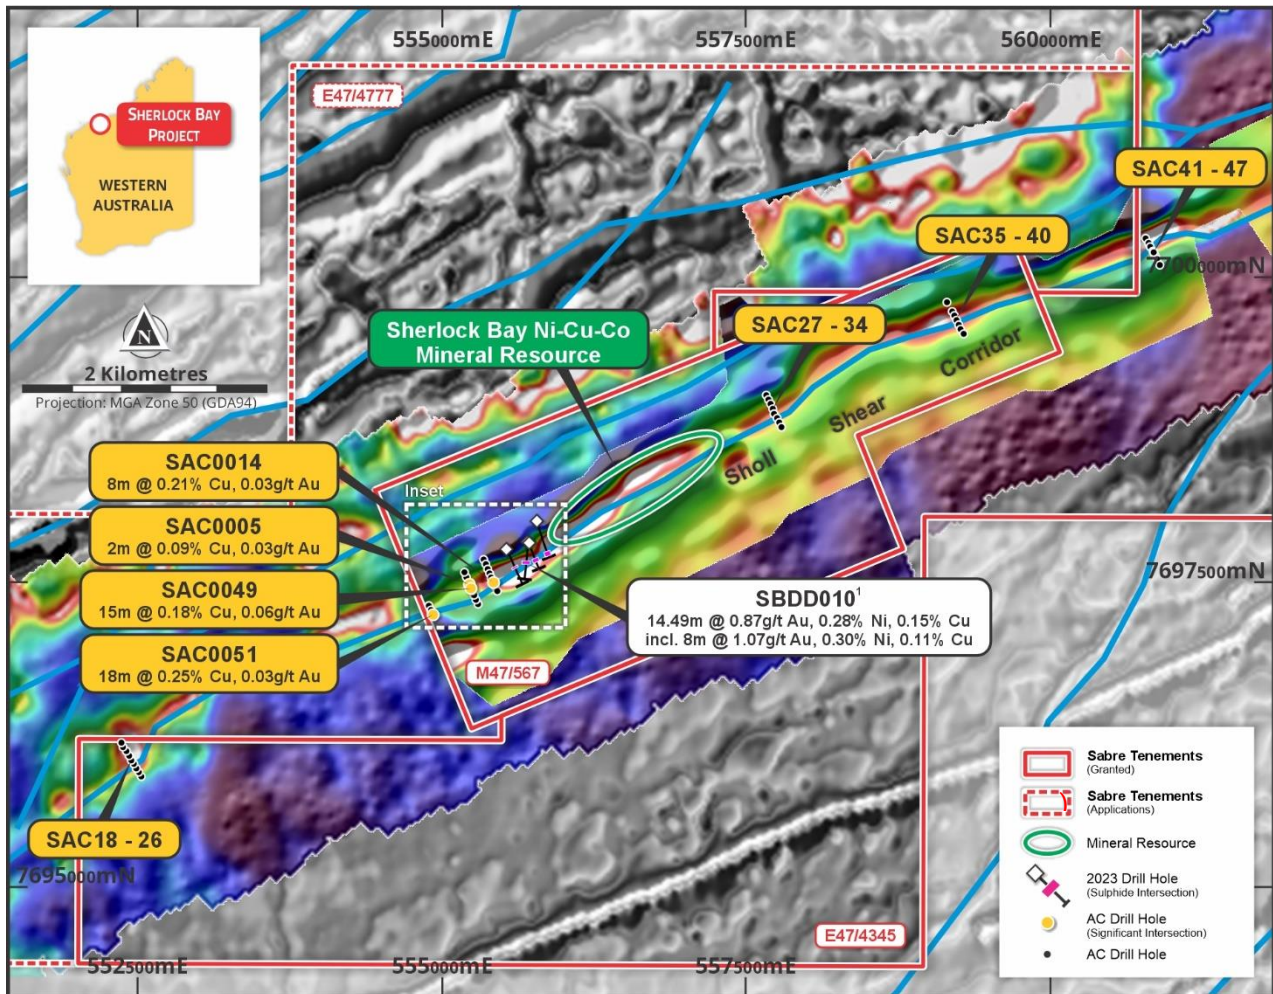 555000mE
557500mE
560000mE
E47/4777
SHERLOCK BAY
PROJECT
WESTERN
AUSTRALIA
SAC41 - 47
SAC35 - 40
7700000mN
N
2 Kilometres
Projection: MGA Zone 50 (GDA94)
Sherlock Bay Ni-Cu-Co
Mineral Resource
SAC27 - 34
Sholl Shear Corridor
SAC0014
8m @ 0.21% Cu, 0.03g/t Au
Inset
SAC0005
2m @ 0.09% Cu, 0.03g/t Au
SAC0049
15m @ 0.18% Cu, 0.06g/t Au
SAC0051
18m @ 0.25% Cu, 0.03g/t Au
7697500mN
SBDD010¹
14.49m @ 0.87g/t Au, 0.28% Ni, 0.15% Cu
incl. 8m @ 1.07g/t Au, 0.30% Ni, 0.11% Cu
M47/567
SAC18 - 26
7695000mN
E47/4345
552500mE
555000mE
557500mE
Sabre Tenements
(Granted)
Sabre Tenements
(Applications)
Mineral Resource
2023 Drill Hole
(Sulphide Intersection)
AC Drill Hole
(Significant Intersection)
AC Drill Hole